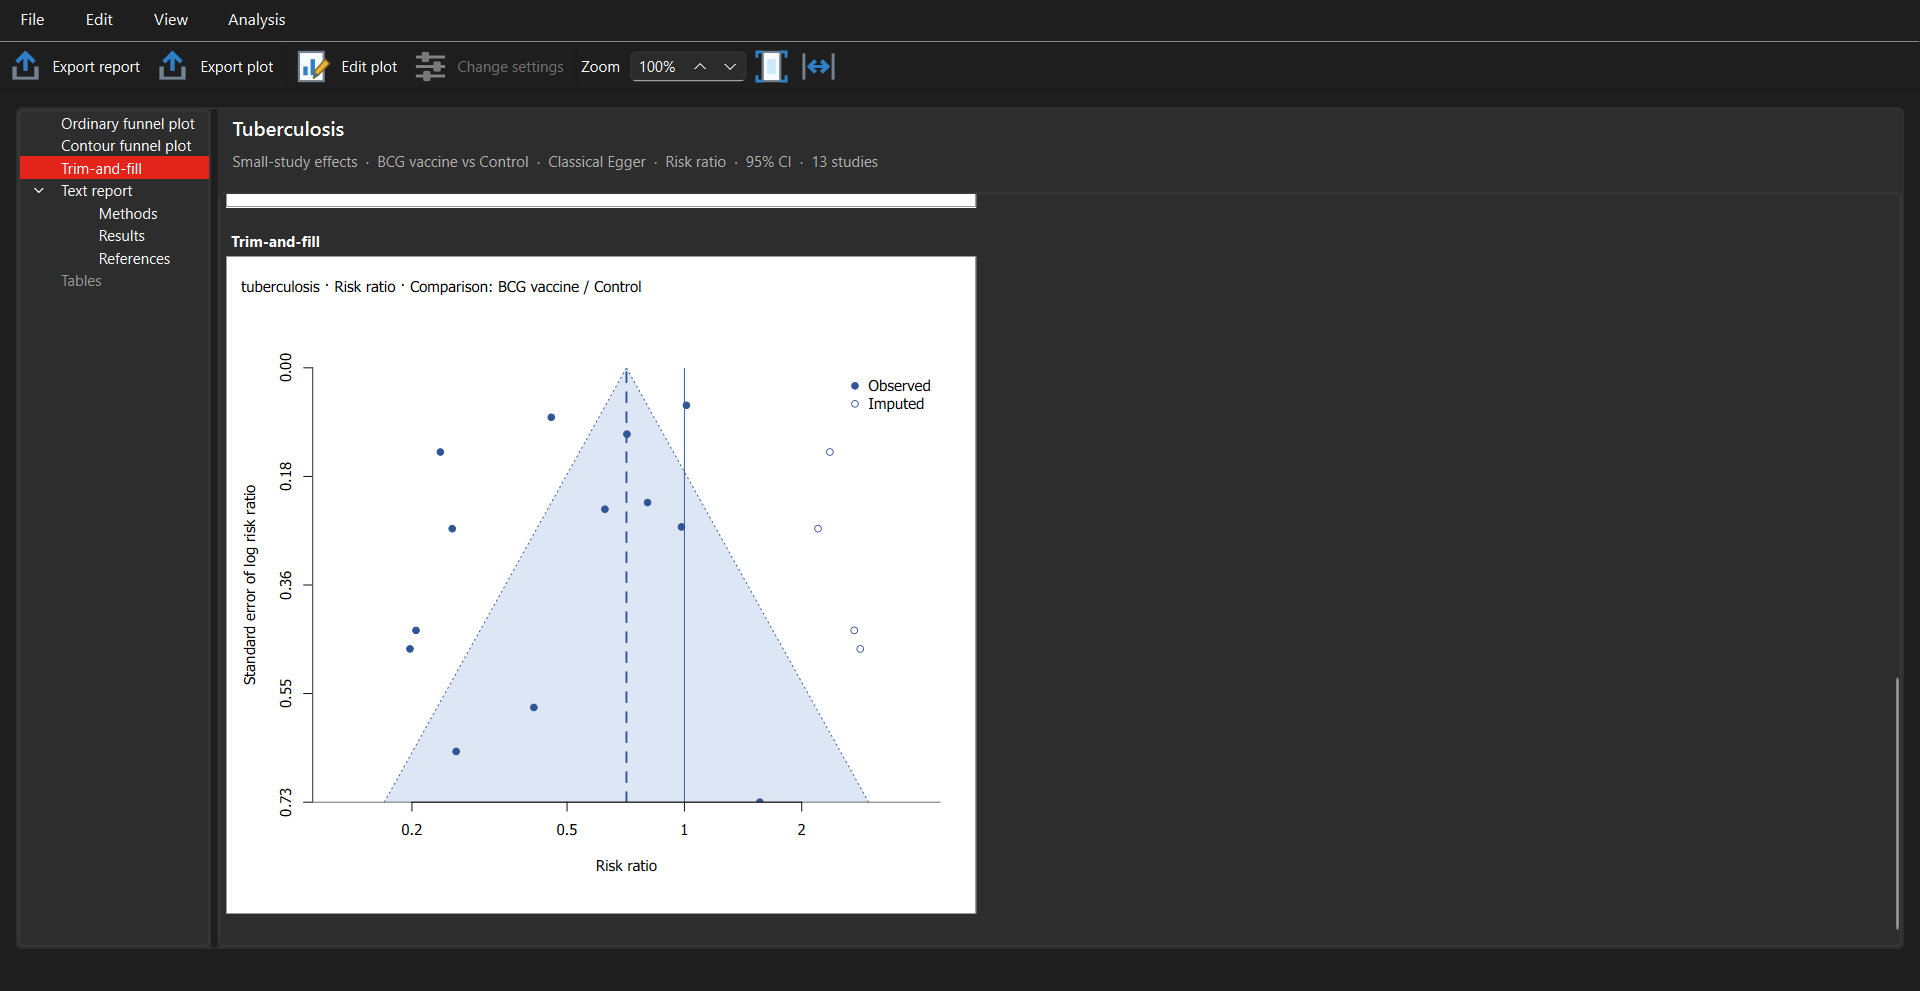 File Edit View Analysis
Export report Export plot Edit plot Change settings Zoom 100%
Ordinary funnel plot
Contour funnel plot
Trim-and-fill
Text report
Methods
Results
References
Tables
Tuberculosis
Small-study effects · BCG vaccine vs Control · Classical Egger · Risk ratio · 95% CI · 13 studies
Trim-and-fill
tuberculosis · Risk ratio · Comparison: BCG vaccine / Control
Observed
Imputed
Standard error of log risk ratio
0.00
0.18
0.36
0.55
0.73
0.2 0.5 1 2
Risk ratio